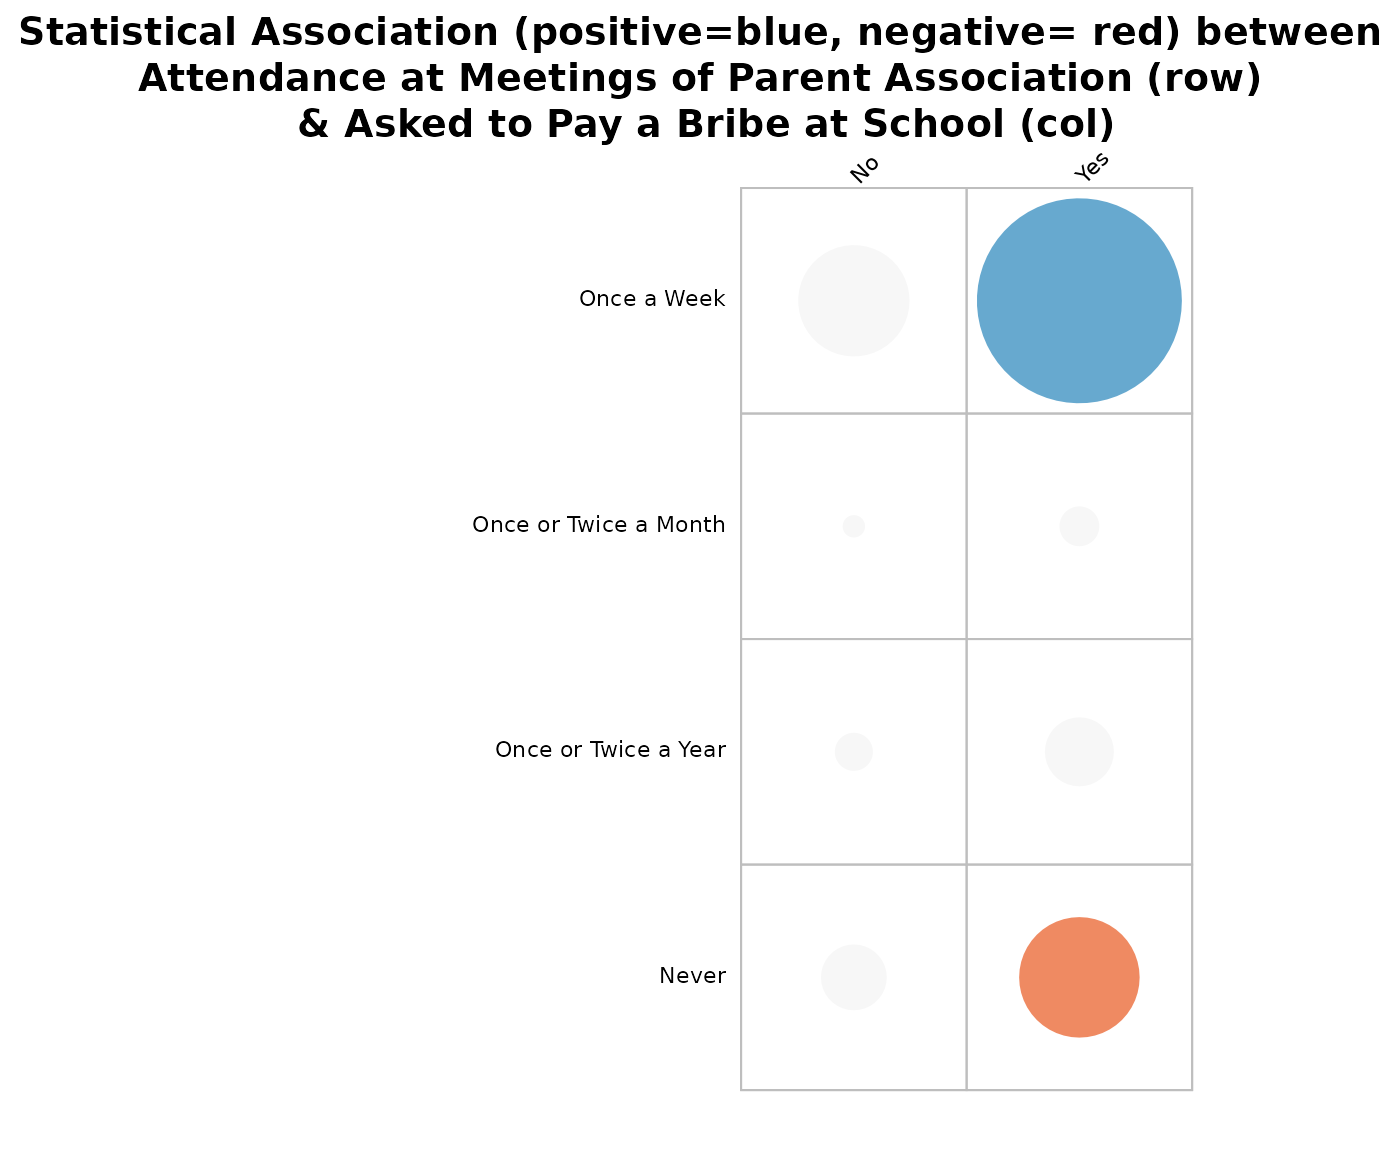 Statistical Association (positive=blue, negative= red) between
Attendance at Meetings of Parent Association (row)
& Asked to Pay a Bribe at School (col)
No
Yes
Once a Week
Once or Twice a Month
Once or Twice a Year
Never